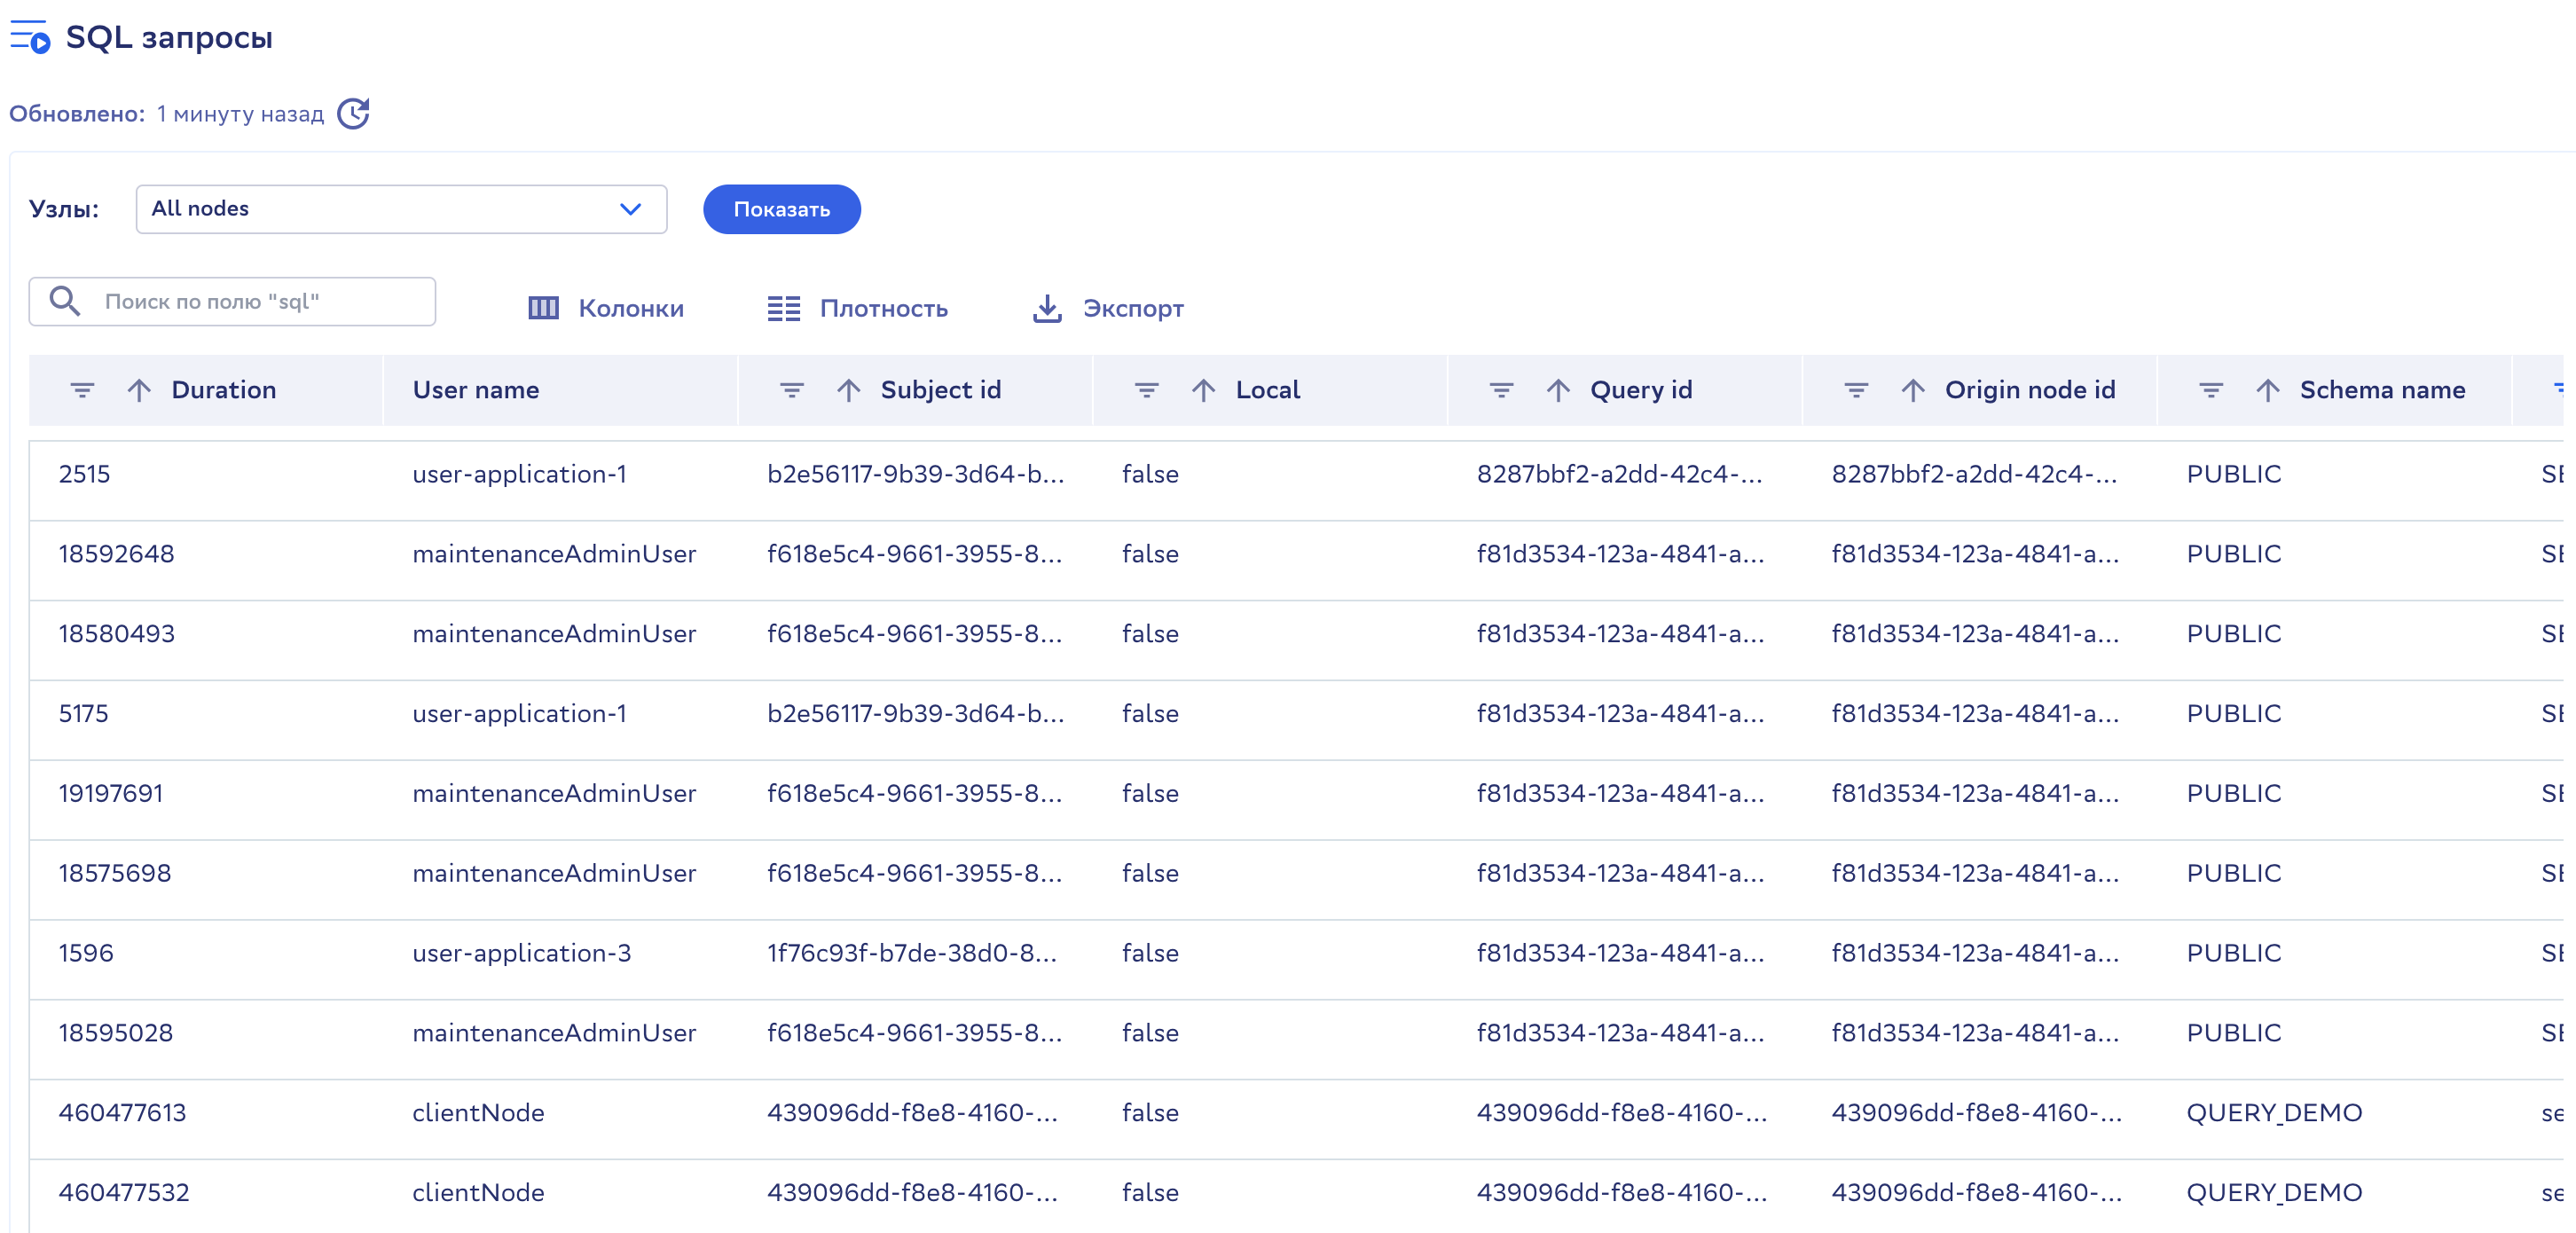 SQL запросы
Обновлено: 1 минуту назад
Узлы: All nodes Показать
Поиск по полю "sql" Колонки Плотность Экспорт
Duration User name Subject id Local Query id Origin node id Schema name
2515 user-application-1 b2e56117-9b39-3d64-b... false 8287bbf2-a2dd-42c4-... 8287bbf2-a2dd-42c4-... PUBLIC
18592648 maintenanceAdminUser f618e5c4-9661-3955-8... false f81d3534-123a-4841-a... f81d3534-123a-4841-a... PUBLIC
18580493 maintenanceAdminUser f618e5c4-9661-3955-8... false f81d3534-123a-4841-a... f81d3534-123a-4841-a... PUBLIC
5175 user-application-1 b2e56117-9b39-3d64-b... false f81d3534-123a-4841-a... f81d3534-123a-4841-a... PUBLIC
19197691 maintenanceAdminUser f618e5c4-9661-3955-8... false f81d3534-123a-4841-a... f81d3534-123a-4841-a... PUBLIC
18575698 maintenanceAdminUser f618e5c4-9661-3955-8... false f81d3534-123a-4841-a... f81d3534-123a-4841-a... PUBLIC
1596 user-application-3 1f76c93f-b7de-38d0-8... false f81d3534-123a-4841-a... f81d3534-123a-4841-a... PUBLIC
18595028 maintenanceAdminUser f618e5c4-9661-3955-8... false f81d3534-123a-4841-a... f81d3534-123a-4841-a... PUBLIC
460477613 clientNode 439096dd-f8e8-4160-... false 439096dd-f8e8-4160-... 439096dd-f8e8-4160-... QUERY_DEMO se
460477532 clientNode 439096dd-f8e8-4160-... false 439096dd-f8e8-4160-... 439096dd-f8e8-4160-... QUERY_DEMO se